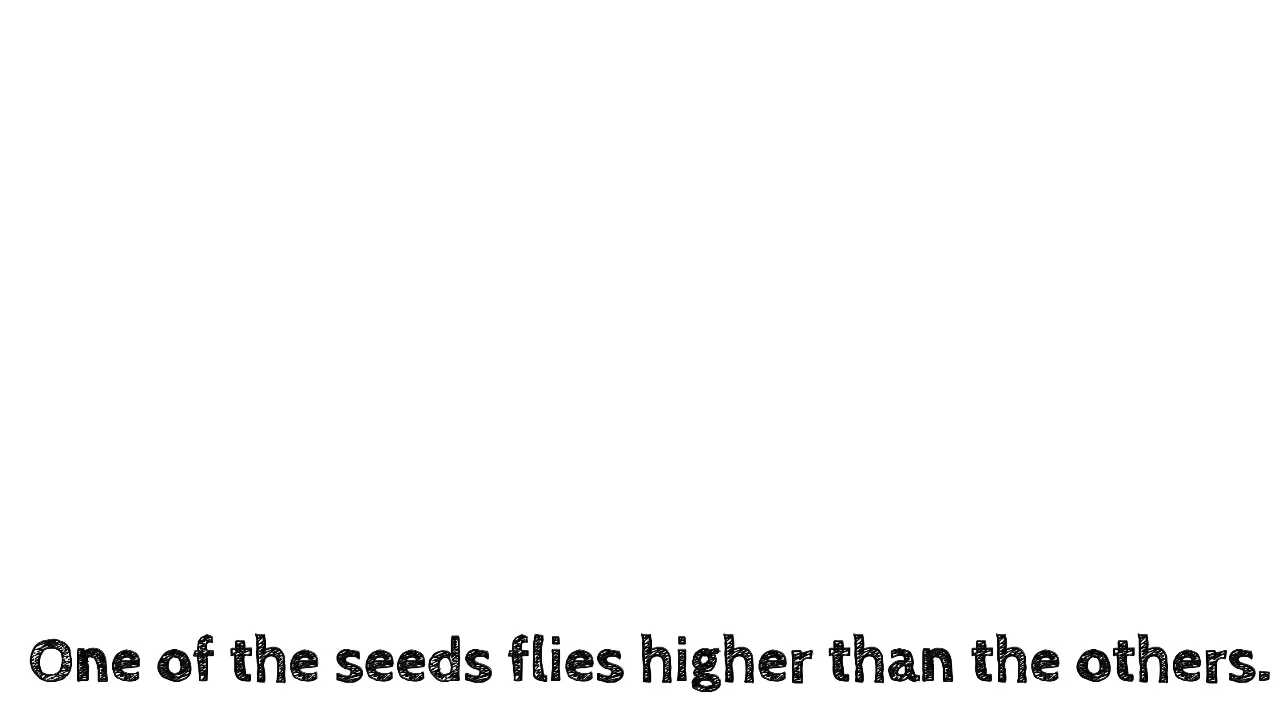 One of the seeds flies higher than the others.